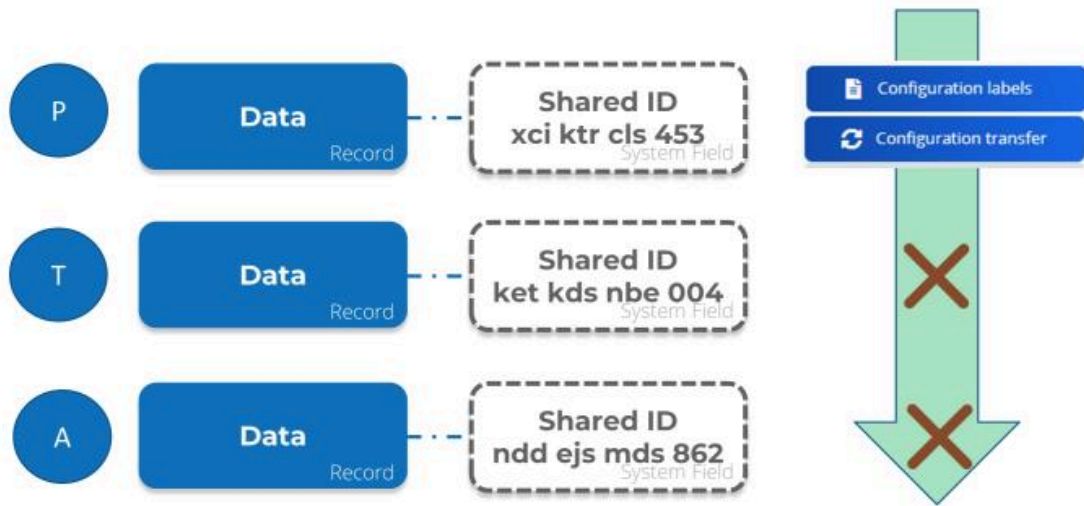 P
Data
Record
Shared ID
xci ktr cls 453
System Field
Configuration labels
Configuration transfer
T
Data
Record
Shared ID
ket kds nbe 004
System Field
A
Data
Record
Shared ID
ndd ejs mds 862
System Field